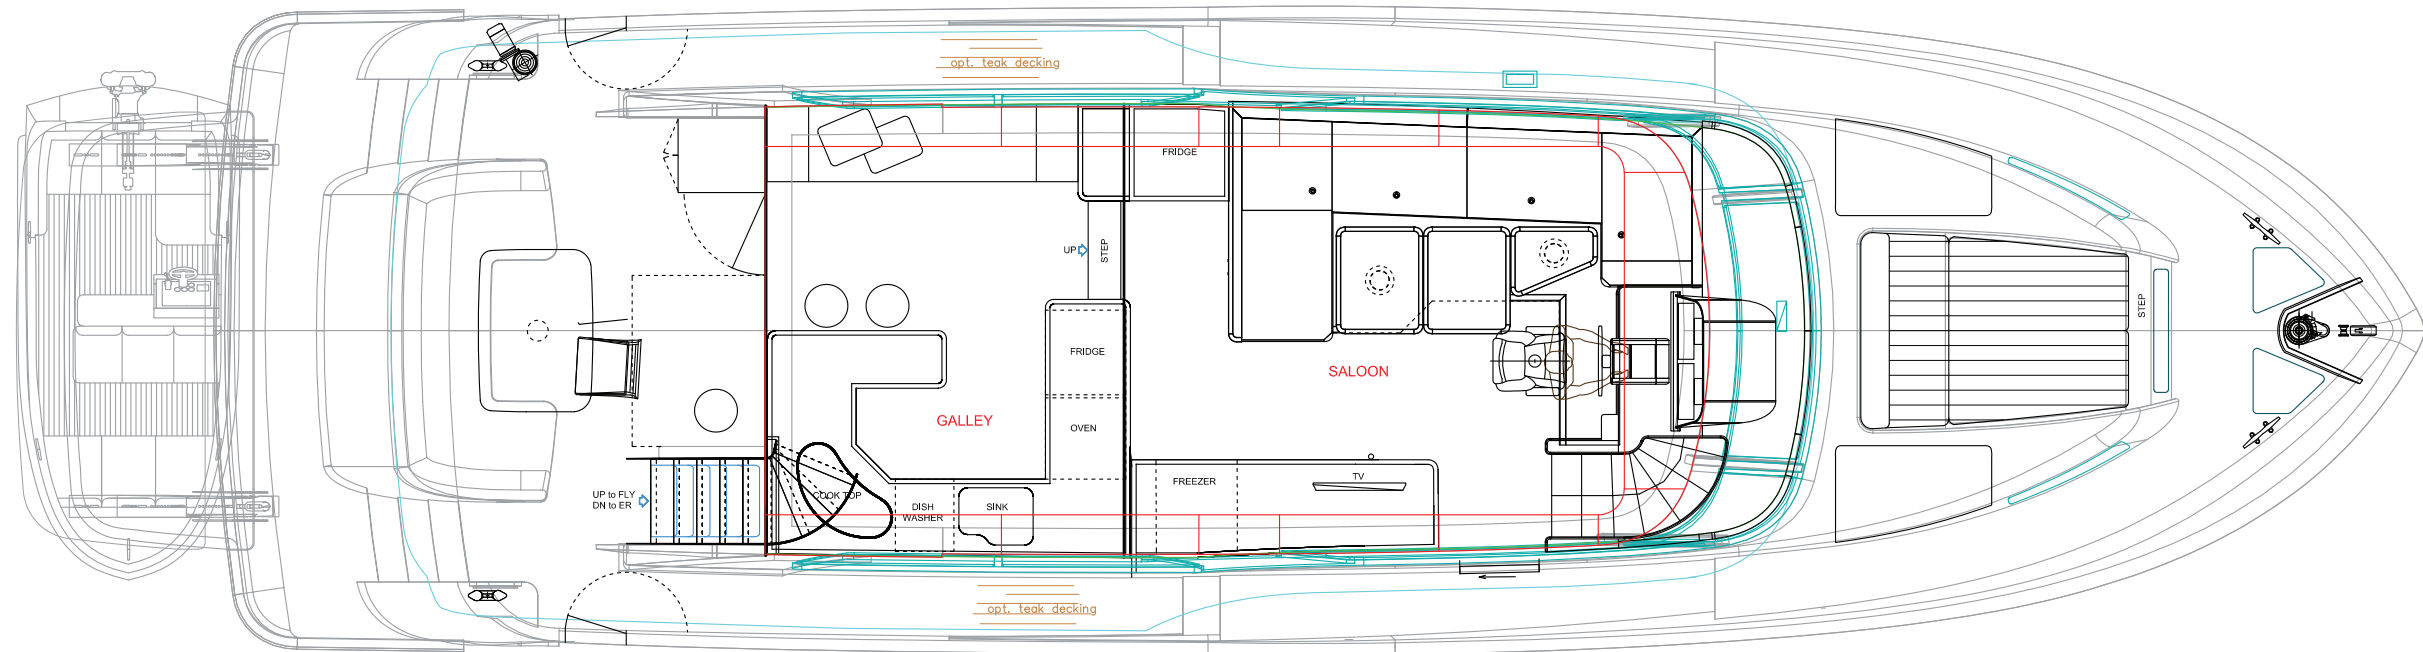 opt. teak decking
FRIDGE
UP
STEP
STEP
FRIDGE
SALOON
GALLEY
OVEN
UP to FLY
DN to ER
COOK TOP
DISH
WASHER
SINK
FREEZER
TV
opt. teak decking